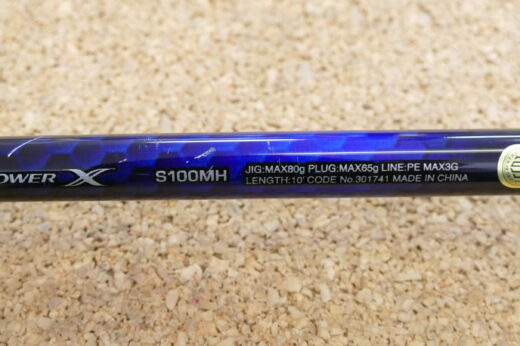 OWER X S100MH JIG:MAX80g PLUG:MAX65g LINE:PE MAX3G
LENGTH:10' CODE No.301741 MADE IN CHINA